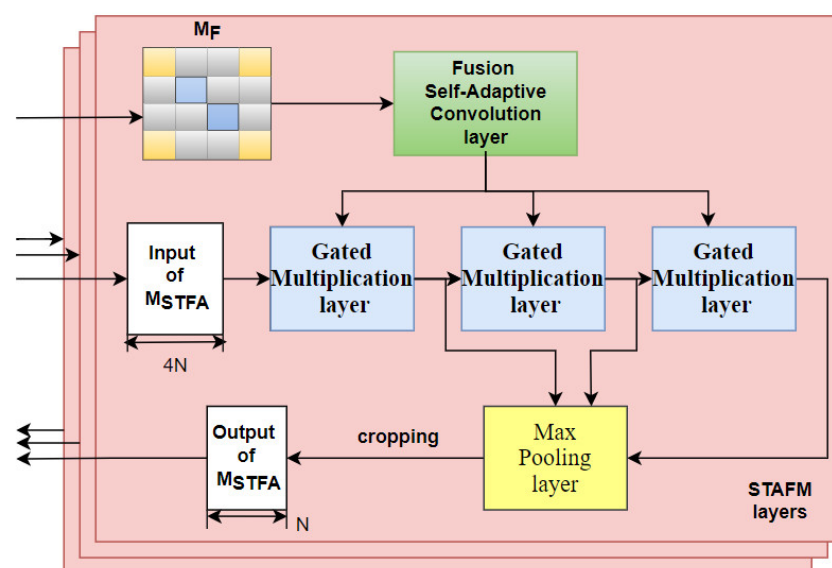 MF
Fusion
Self-Adaptive
Convolution
layer
Input
of
MSTFA
4N
Gated
Multiplication
layer
Gated
Multiplication
layer
Gated
Multiplication
layer
Output
of
MSTFA
N
cropping
Max
Pooling
layer
STAFM
layers